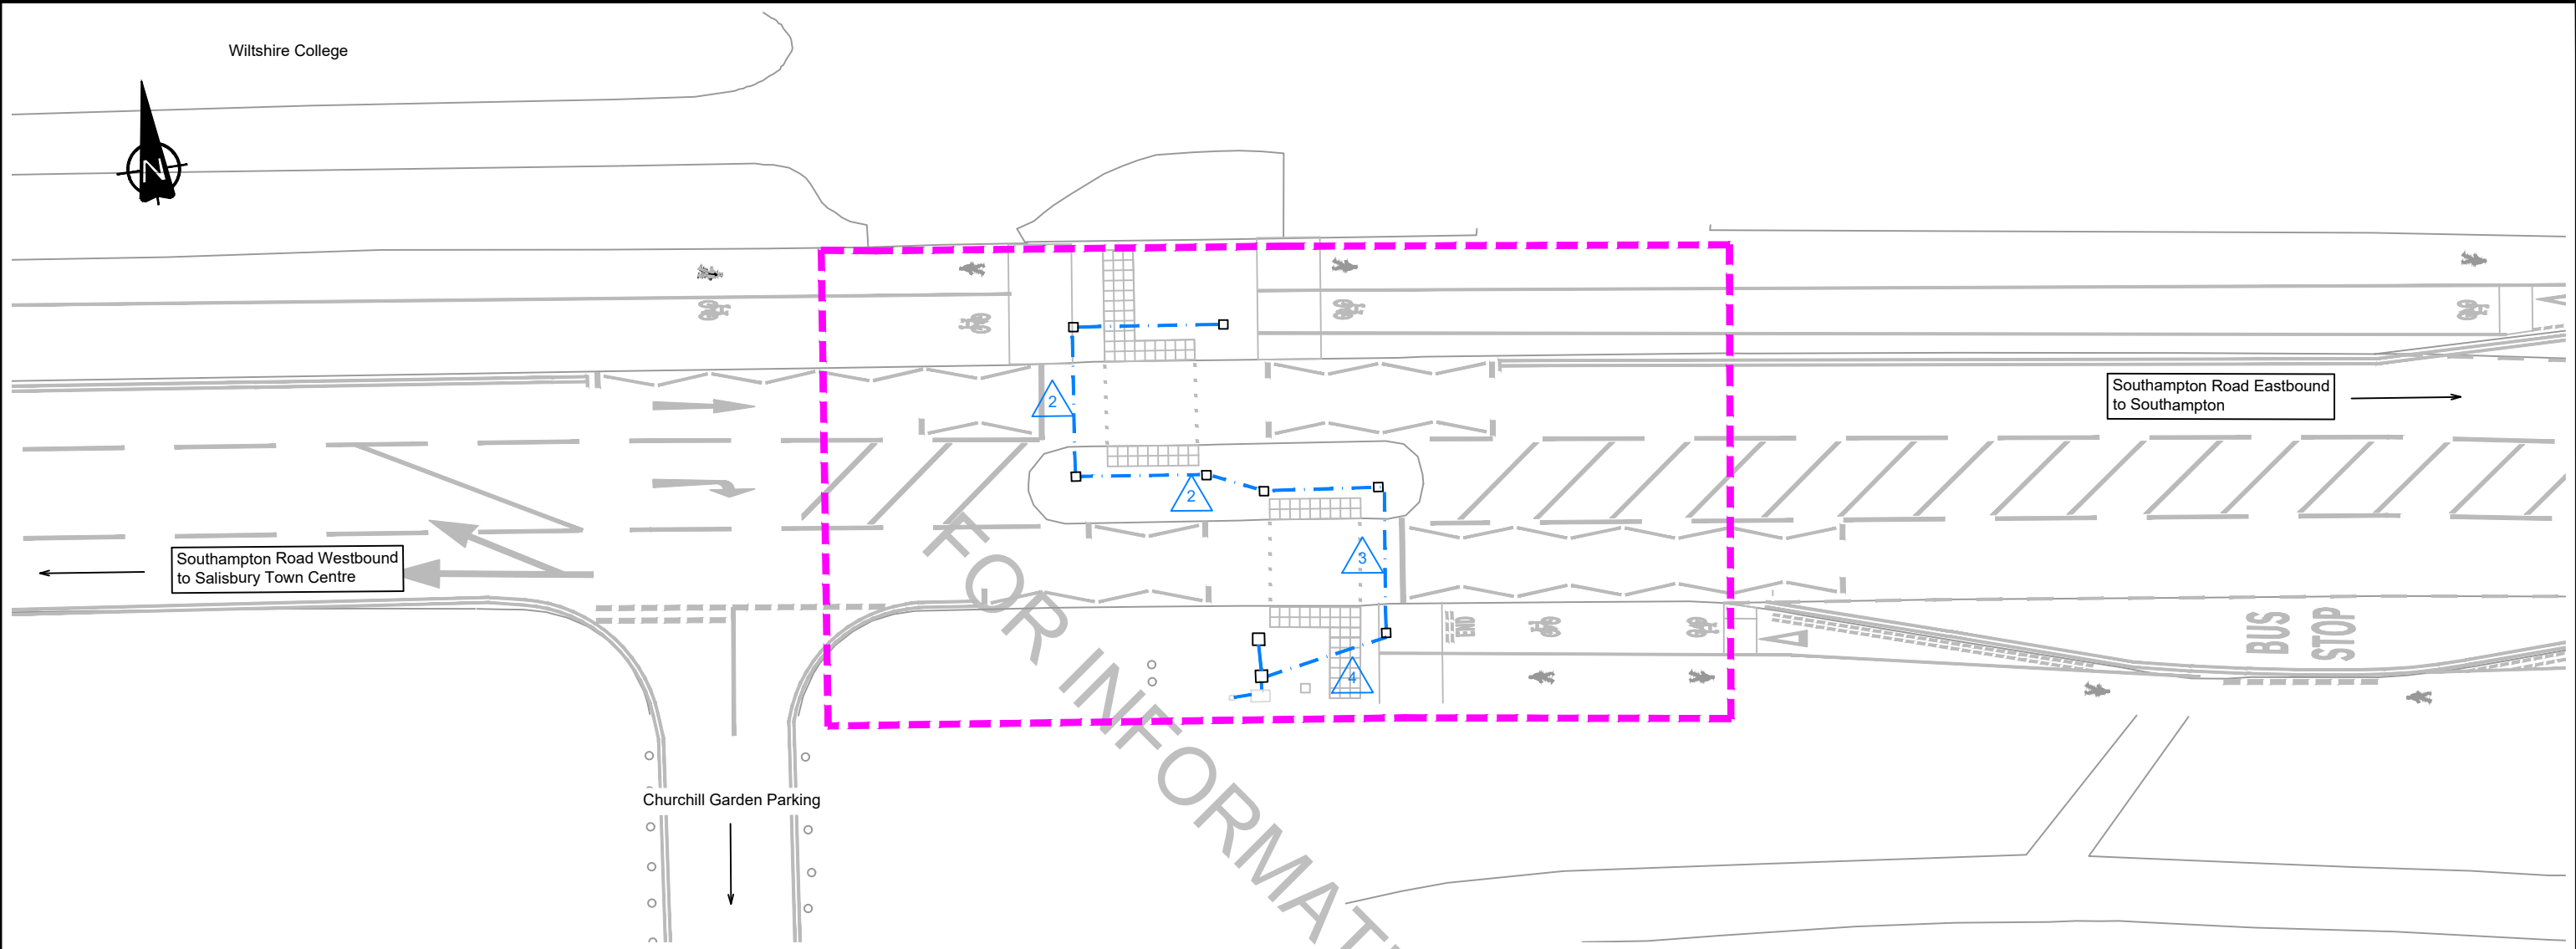 Wiltshire College
N
Southampton Road Eastbound
to Southampton
2
2
3
Southampton Road Westbound
to Salisbury Town Centre
END
BUS
STOP
4
Churchill Garden Parking
FOR INFORMAT